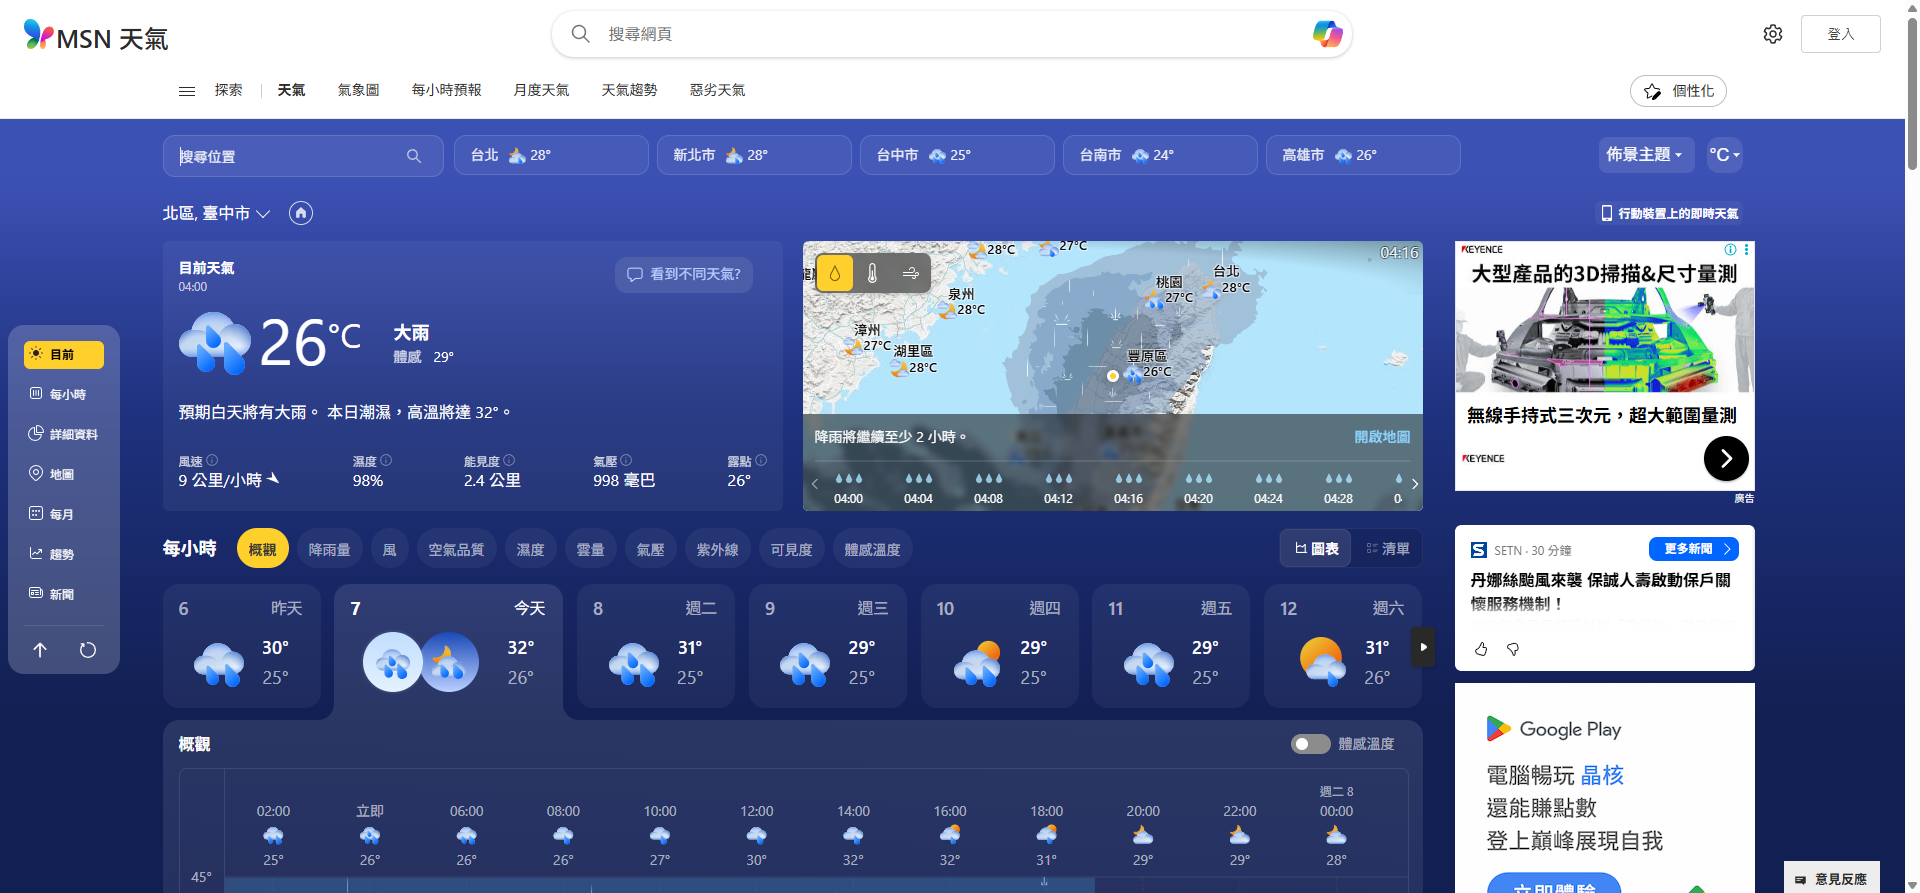 MSN 天氣
搜尋網頁
登入
探索
天氣
氣象圖
每小時預報
月度天氣
天氣趨勢
惡劣天氣
個性化
搜尋位置
台北 28°
新北市 28°
台中市 25°
台南市 24°
高雄市 26°
佈景主題
°C
北區, 臺中市
行動裝置上的即時天氣
目前
每小時
詳細資料
地圖
每月
趨勢
新聞
目前天氣
04:00
看到不同天氣?
26°C
大雨
體感 29°
預期白天將有大雨。 本日潮濕，高溫將達 32°。
風速
9 公里/小時
濕度
98%
能見度
2.4 公里
氣壓
998 毫巴
露點
26°
04:16
28°C
27°C
泉州
28°C
漳州
27°C
湖里區
28°C
桃園
27°C
台北
28°C
豐原區
26°C
降雨將繼續至少 2 小時。
開啟地圖
04:00
04:04
04:08
04:12
04:16
04:20
04:24
04:28
KEYENCE
大型產品的3D掃描&尺寸量測
無線手持式三次元，超大範圍量測
KEYENCE
廣告
每小時
概觀
降雨量
風
空氣品質
濕度
雲量
氣壓
紫外線
可見度
體感溫度
圖表
清單
6 昨天
30°
25°
7 今天
32°
26°
8 週二
31°
25°
9 週三
29°
25°
10 週四
29°
25°
11 週五
29°
25°
12 週六
31°
26°
SETN · 30 分鐘
更多新聞
丹娜絲颱風來襲 保誠人壽啟動保戶關
懷服務機制！
概觀
體感溫度
週二 8
02:00 立即 06:00 08:00 10:00 12:00 14:00 16:00 18:00 20:00 22:00 00:00
25° 26° 26° 26° 27° 30° 32° 32° 31° 29° 29° 28°
45°
Google Play
電腦暢玩 晶核
還能賺點數
登上巔峰展現自我
立即體驗
意見反應